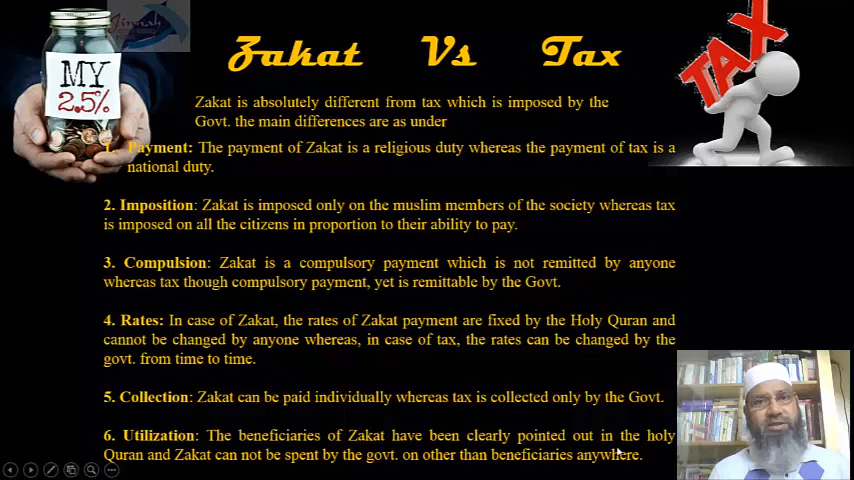 Jinnah
MY
2.5%
TAX
Zakat Vs Tax
Zakat is absolutely different from tax which is imposed by the
Govt. the main differences are as under
1. Payment: The payment of Zakat is a religious duty whereas the payment of tax is a
national duty.
2. Imposition: Zakat is imposed only on the muslim members of the society whereas tax
is imposed on all the citizens in proportion to their ability to pay.
3. Compulsion: Zakat is a compulsory payment which is not remitted by anyone
whereas tax though compulsory payment, yet is remittable by the Govt.
4. Rates: In case of Zakat, the rates of Zakat payment are fixed by the Holy Quran and
cannot be changed by anyone whereas, in case of tax, the rates can be changed by the
govt. from time to time.
5. Collection: Zakat can be paid individually whereas tax is collected only by the Govt.
6. Utilization: The beneficiaries of Zakat have been clearly pointed out in the holy
Quran and Zakat can not be spent by the govt. on other than beneficiaries anywhere.